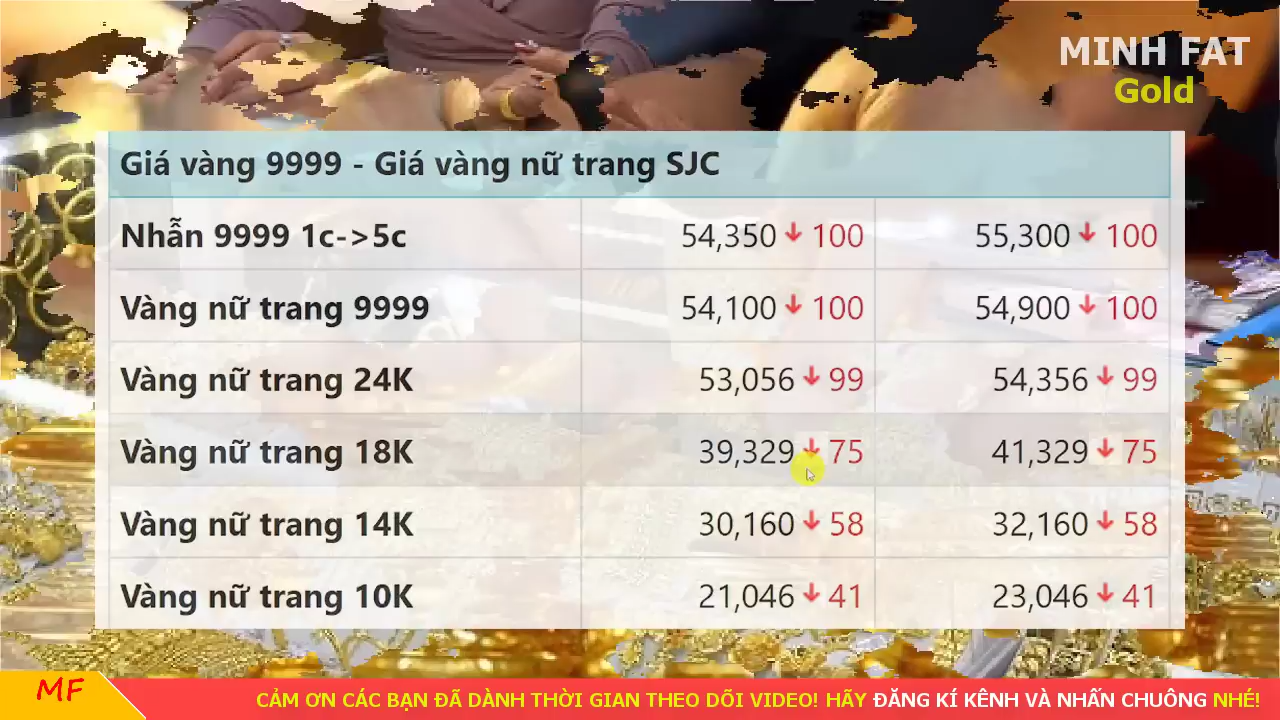 MINH FAT
Gold
Giá vàng 9999 - Giá vàng nữ trang SJC
Nhẫn 9999 1c->5c 54,350 ↓ 100 55,300 ↓ 100
Vàng nữ trang 9999 54,100 ↓ 100 54,900 ↓ 100
Vàng nữ trang 24K 53,056 ↓ 99 54,356 ↓ 99
Vàng nữ trang 18K 39,329 ↓ 75 41,329 ↓ 75
Vàng nữ trang 14K 30,160 ↓ 58 32,160 ↓ 58
Vàng nữ trang 10K 21,046 ↓ 41 23,046 ↓ 41
MF
CẢM ƠN CÁC BẠN ĐÃ DÀNH THỜI GIAN THEO DÕI VIDEO! HÃY ĐĂNG KÍ KÊNH VÀ NHẤN CHUÔNG NHÉ!